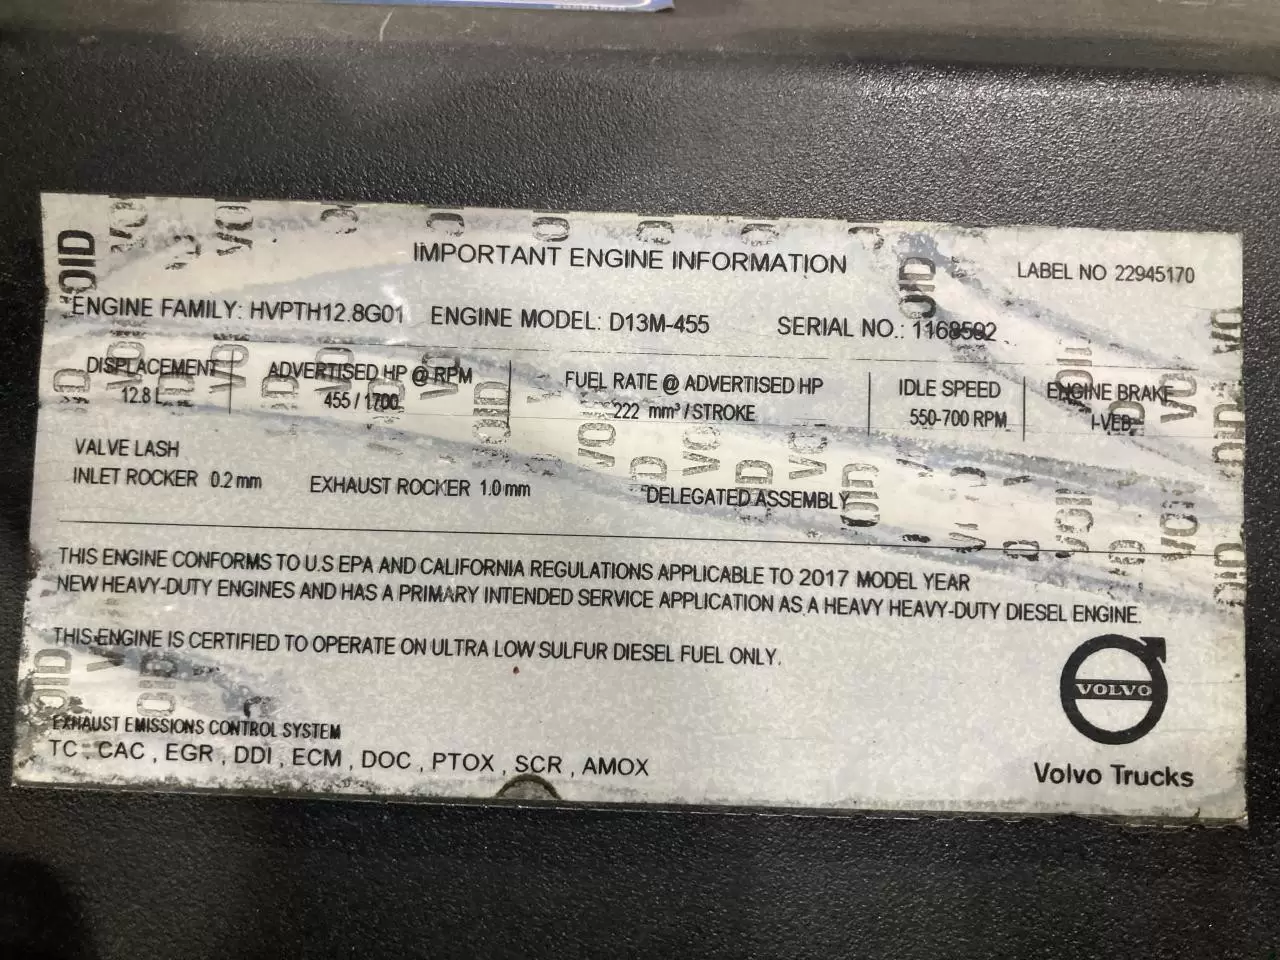 IMPORTANT ENGINE INFORMATION
LABEL NO 22945170
ENGINE FAMILY: HVPTH12.8G01 ENGINE MODEL: D13M-455 SERIAL NO.: 1168592
DISPLACEMENT ADVERTISED HP @ RPM FUEL RATE @ ADVERTISED HP IDLE SPEED ENGINE BRAKE
12.8 L 455 / 1700 222 mm³ / STROKE 550-700 RPM I-VEB
VALVE LASH
INLET ROCKER 0.2 mm EXHAUST ROCKER 1.0 mm DELEGATED ASSEMBLY
THIS ENGINE CONFORMS TO U.S EPA AND CALIFORNIA REGULATIONS APPLICABLE TO 2017 MODEL YEAR
NEW HEAVY-DUTY ENGINES AND HAS A PRIMARY INTENDED SERVICE APPLICATION AS A HEAVY HEAVY-DUTY DIESEL ENGINE.
THIS ENGINE IS CERTIFIED TO OPERATE ON ULTRA LOW SULFUR DIESEL FUEL ONLY.
EXHAUST EMISSIONS CONTROL SYSTEM
TC , CAC , EGR , DDI , ECM , DOC , PTOX , SCR , AMOX
VOLVO
Volvo Trucks